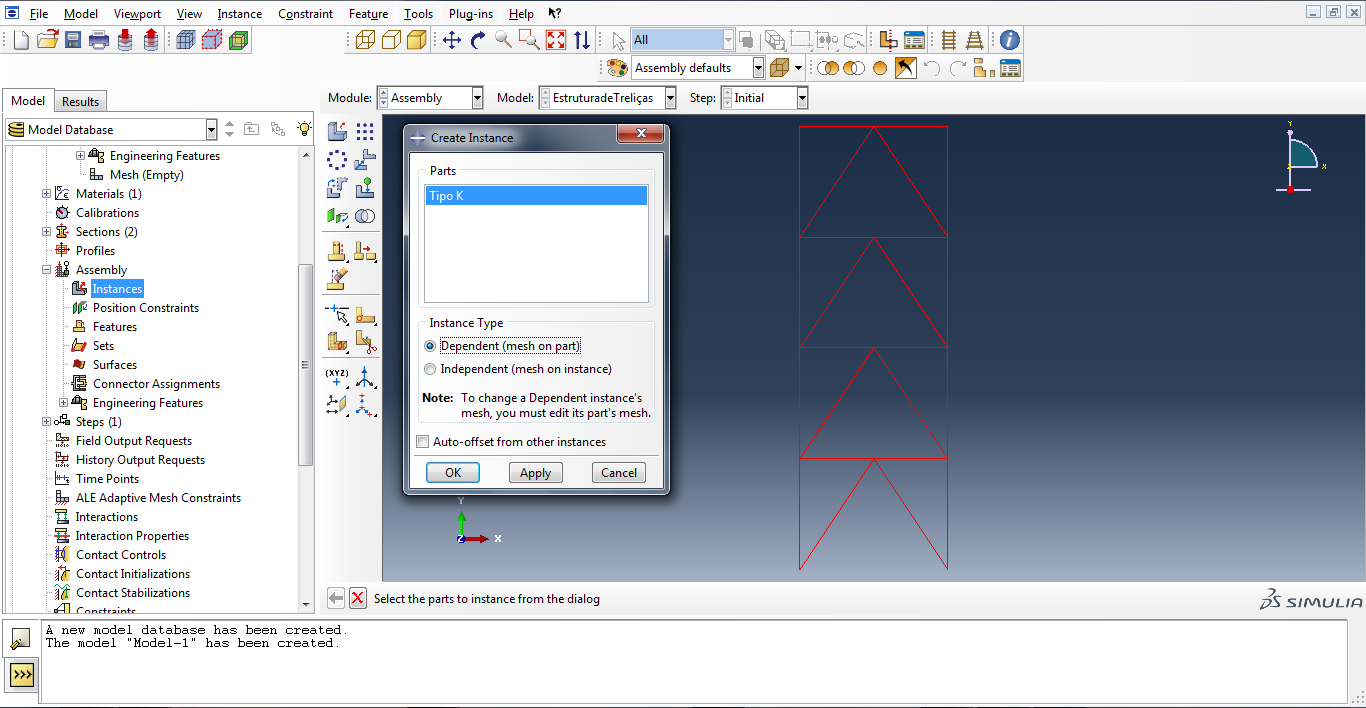 File Model Viewport View Instance Constraint Feature Tools Plug-ins Help ?
All
i
Assembly defaults
Model Results
Module: Assembly Model: EstruturadeTreliças Step: Initial
Model Database
Engineering Features
Mesh (Empty)
Materials (1)
Calibrations
Sections (2)
Profiles
Assembly
Instances
Position Constraints
Features
Sets
Surfaces
Connector Assignments
Engineering Features
Steps (1)
Field Output Requests
History Output Requests
Time Points
ALE Adaptive Mesh Constraints
Interactions
Interaction Properties
Contact Controls
Contact Initializations
Contact Stabilizations
Constraints
(XYZ)
Create Instance
Parts
Tipo K
Instance Type
Dependent (mesh on part)
Independent (mesh on instance)
Note: To change a Dependent instance's
mesh, you must edit its part's mesh.
Auto-offset from other instances
OK Apply Cancel
Y
Z X
Y
Z X
Select the parts to instance from the dialog
SIMULIA
A new model database has been created.
The model "Model-1" has been created.
>>>